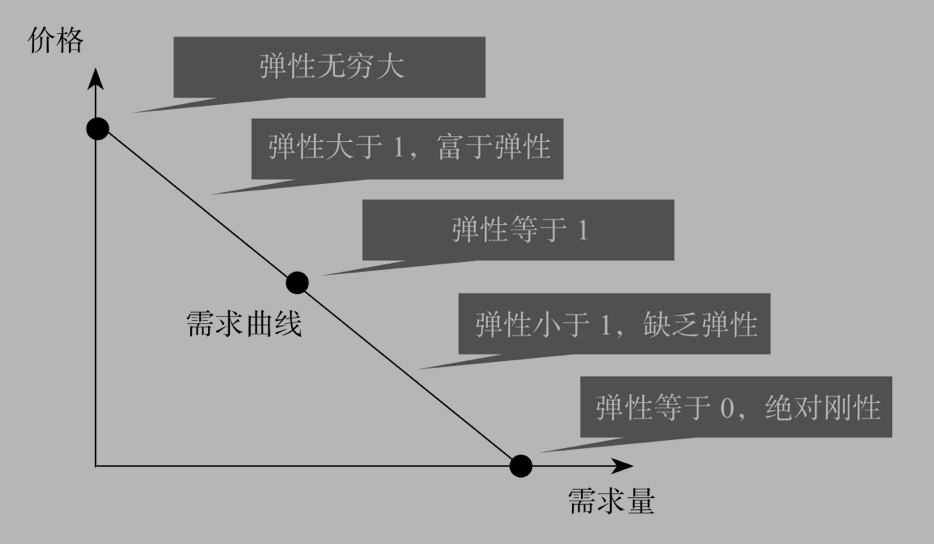 价格
弹性无穷大
弹性大于 1，富于弹性
弹性等于 1
需求曲线
弹性小于 1，缺乏弹性
弹性等于 0，绝对刚性
需求量